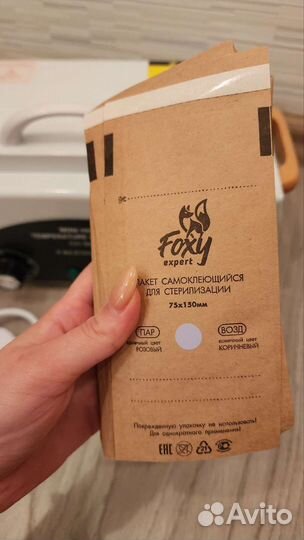 Foxy
expert
ПАКЕТ САМОКЛЕЮЩИЙСЯ
ДЛЯ СТЕРИЛИЗАЦИИ
75x150мм
ПАР
ВОЗД
конечный цвет
РОЗОВЫЙ
конечный цвет
КОРИЧНЕВЫЙ
Поврежденную упаковку не использовать!
Для однократного применения!
EAC
21
Avito